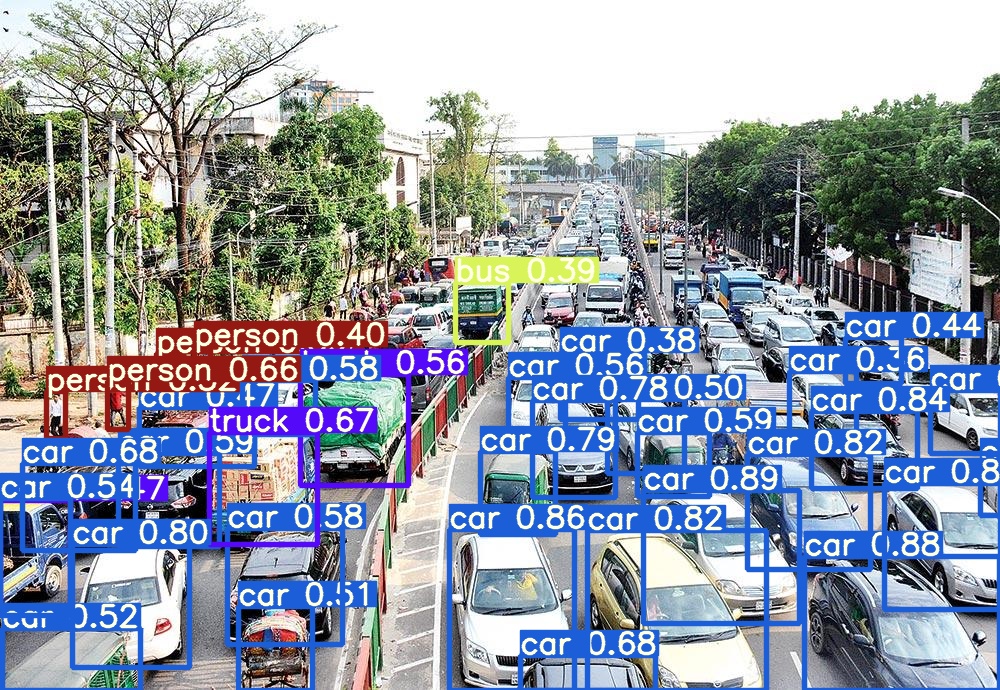 bus 0.39
person 0.40
car 0.44
car 0.38
car 0.36
0.58
0.56
car 0.56
person 0.66
car 0.78
0.50
car 0.47
car 0.84
truck 0.67
car 0.59
car 0.79
car 0.82
car 0.68
car 0.59
car 0.89
car 0.8
car 0.54
car 0.58
car 0.86
car 0.82
car 0.80
car 0.88
car 0.51
car 0.52
car 0.68